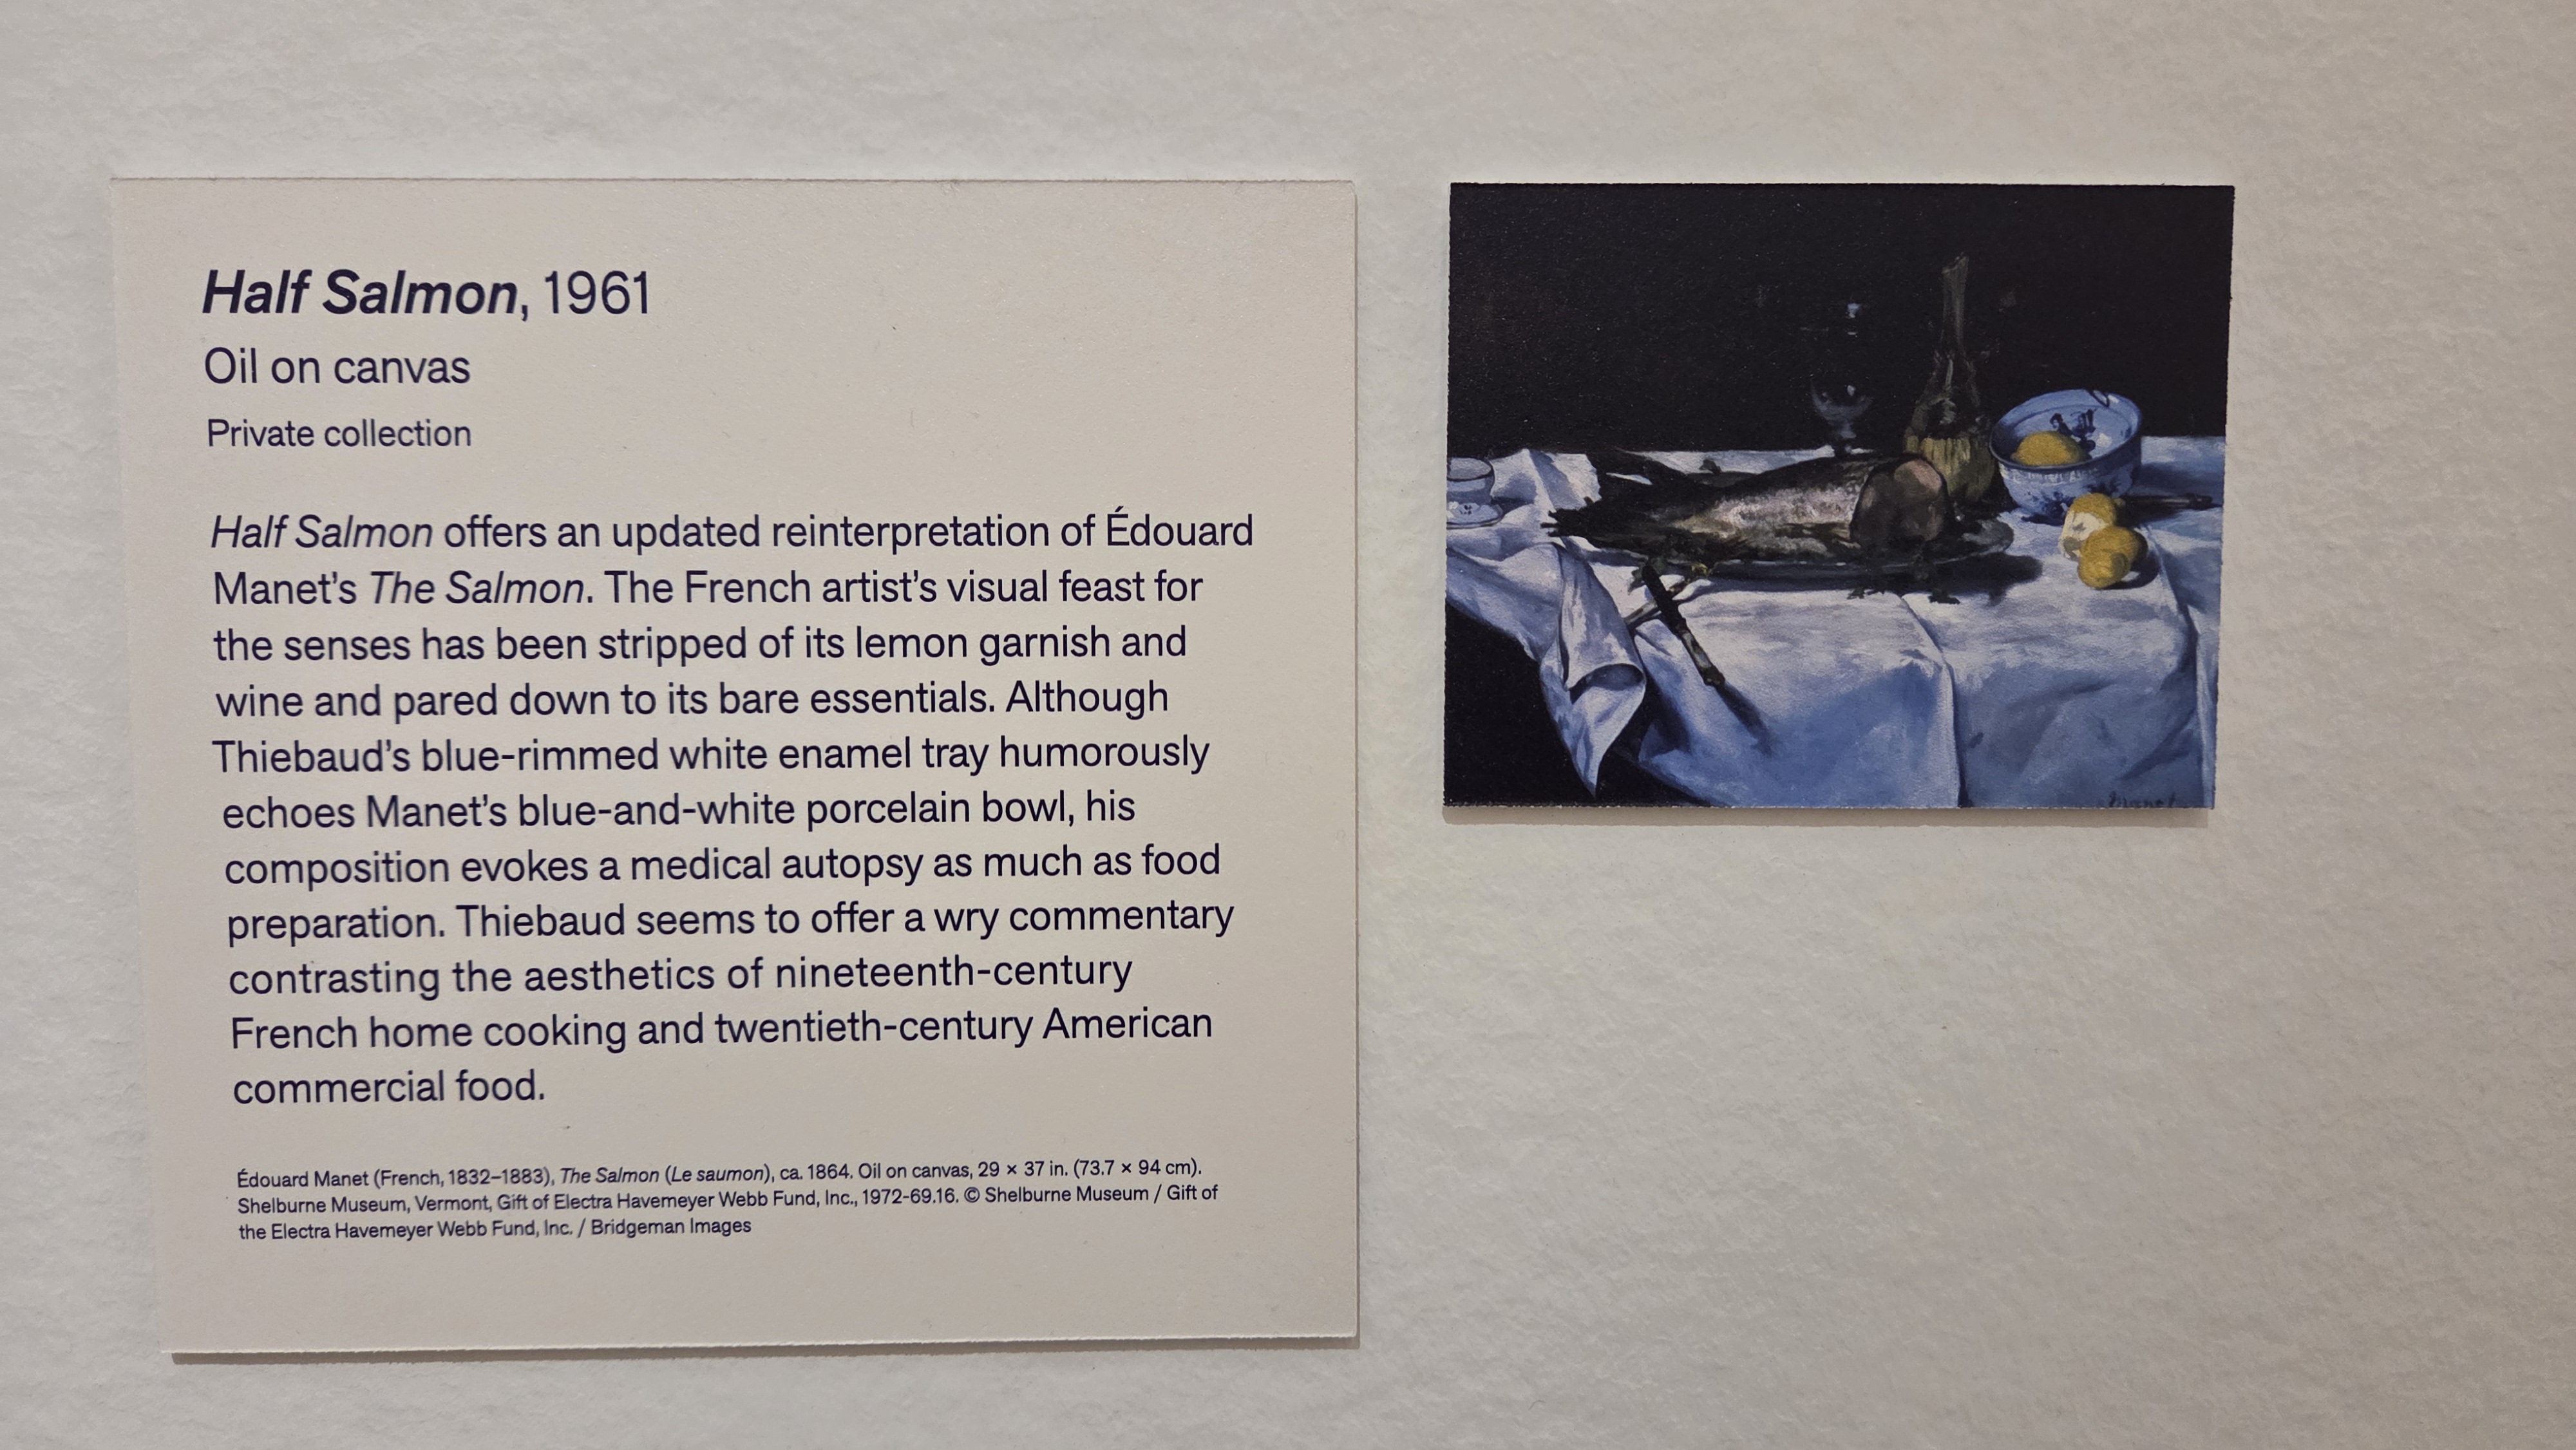 Half Salmon, 1961
Oil on canvas
Private collection
Half Salmon offers an updated reinterpretation of Édouard
Manet’s The Salmon. The French artist’s visual feast for
the senses has been stripped of its lemon garnish and
wine and pared down to its bare essentials. Although
Thiebaud’s blue-rimmed white enamel tray humorously
echoes Manet’s blue-and-white porcelain bowl, his
composition evokes a medical autopsy as much as food
preparation. Thiebaud seems to offer a wry commentary
contrasting the aesthetics of nineteenth-century
French home cooking and twentieth-century American
commercial food.
Édouard Manet (French, 1832–1883), The Salmon (Le saumon), ca. 1864. Oil on canvas, 29 × 37 in. (73.7 × 94 cm).
Shelburne Museum, Vermont, Gift of Electra Havemeyer Webb Fund, Inc., 1972-69.16. © Shelburne Museum / Gift of
the Electra Havemeyer Webb Fund, Inc. / Bridgeman Images
Manet